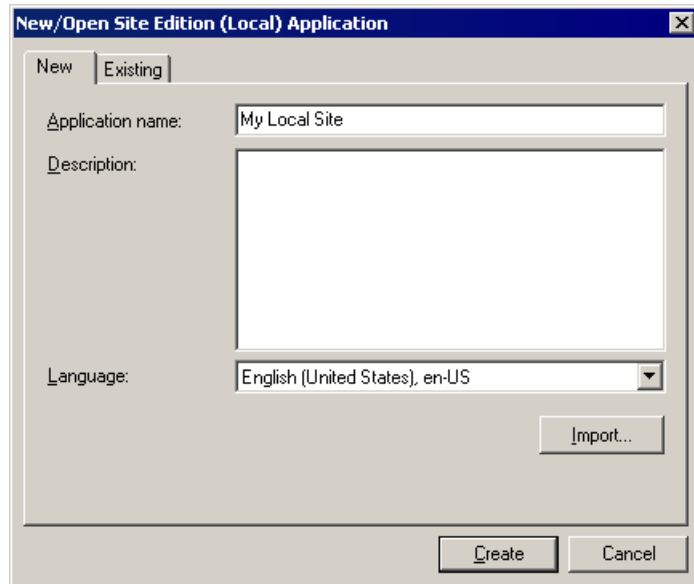 New/Open Site Edition (Local) Application
New
Existing
Application name:
My Local Site
Description:
Language:
English (United States), en-US
Import...
Create
Cancel